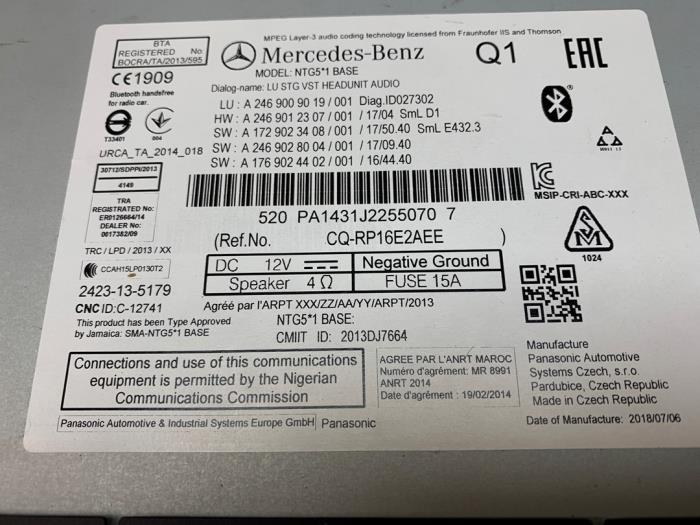 MPEG Layer-3 audio coding technology licensed from Fraunhofer IIS and Thomson
BTA
REGISTERED No
BOCRA/TA/2013/595
Mercedes-Benz
Q1
EAC
MODEL: NTG5*1 BASE
CE1909
Dialog-name: LU STG VST HEADUNIT AUDIO
Bluetooth handsfree
for radio car.
LU : A 246 900 90 19 / 001 Diag.ID027302
HW : A 246 901 23 07 / 001 / 17/04 SmL D1
SW : A 172 902 34 08 / 001 / 17/50.40 SmL E432.3
SW : A 246 902 80 04 / 001 / 17/09.40
SW : A 176 902 44 02 / 001 / 16/44.40
T33401
004
URCA_TA_2014_018
30712/SDPPI/2013
4149
MSIP-CRI-ABC-XXX
TRA
REGISTERED No:
ER0126664/14
DEALER No:
0017382/09
520 PA1431J2255070 7
(Ref.No. CQ-RP16E2AEE )
1024
TRC / LPD / 2013 / XX
CCAH15LP0130T2
DC 12V Negative Ground
Speaker 4 Ω FUSE 15A
2423-13-5179
CNC ID:C-12741
Agréé par l'ARPT XXX/ZZ/AA/YY/ARPT/2013
This product has been Type Approved
by Jamaica: SMA-NTG5*1 BASE
NTG5*1 BASE:
CMIIT ID: 2013DJ7664
Connections and use of this communications
equipment is permitted by the Nigerian
Communications Commission
AGREE PAR L'ANRT MAROC
Numéro d'agrément: MR 8991
ANRT 2014
Date d'agrément : 19/02/2014
Manufacture
Panasonic Automotive
Systems Czech, s.r.o.
Pardubice, Czech Republic
Made in Czech Republic
Panasonic Automotive & Industrial Systems Europe GmbH Panasonic
Date of Manufacture: 2018/07/06